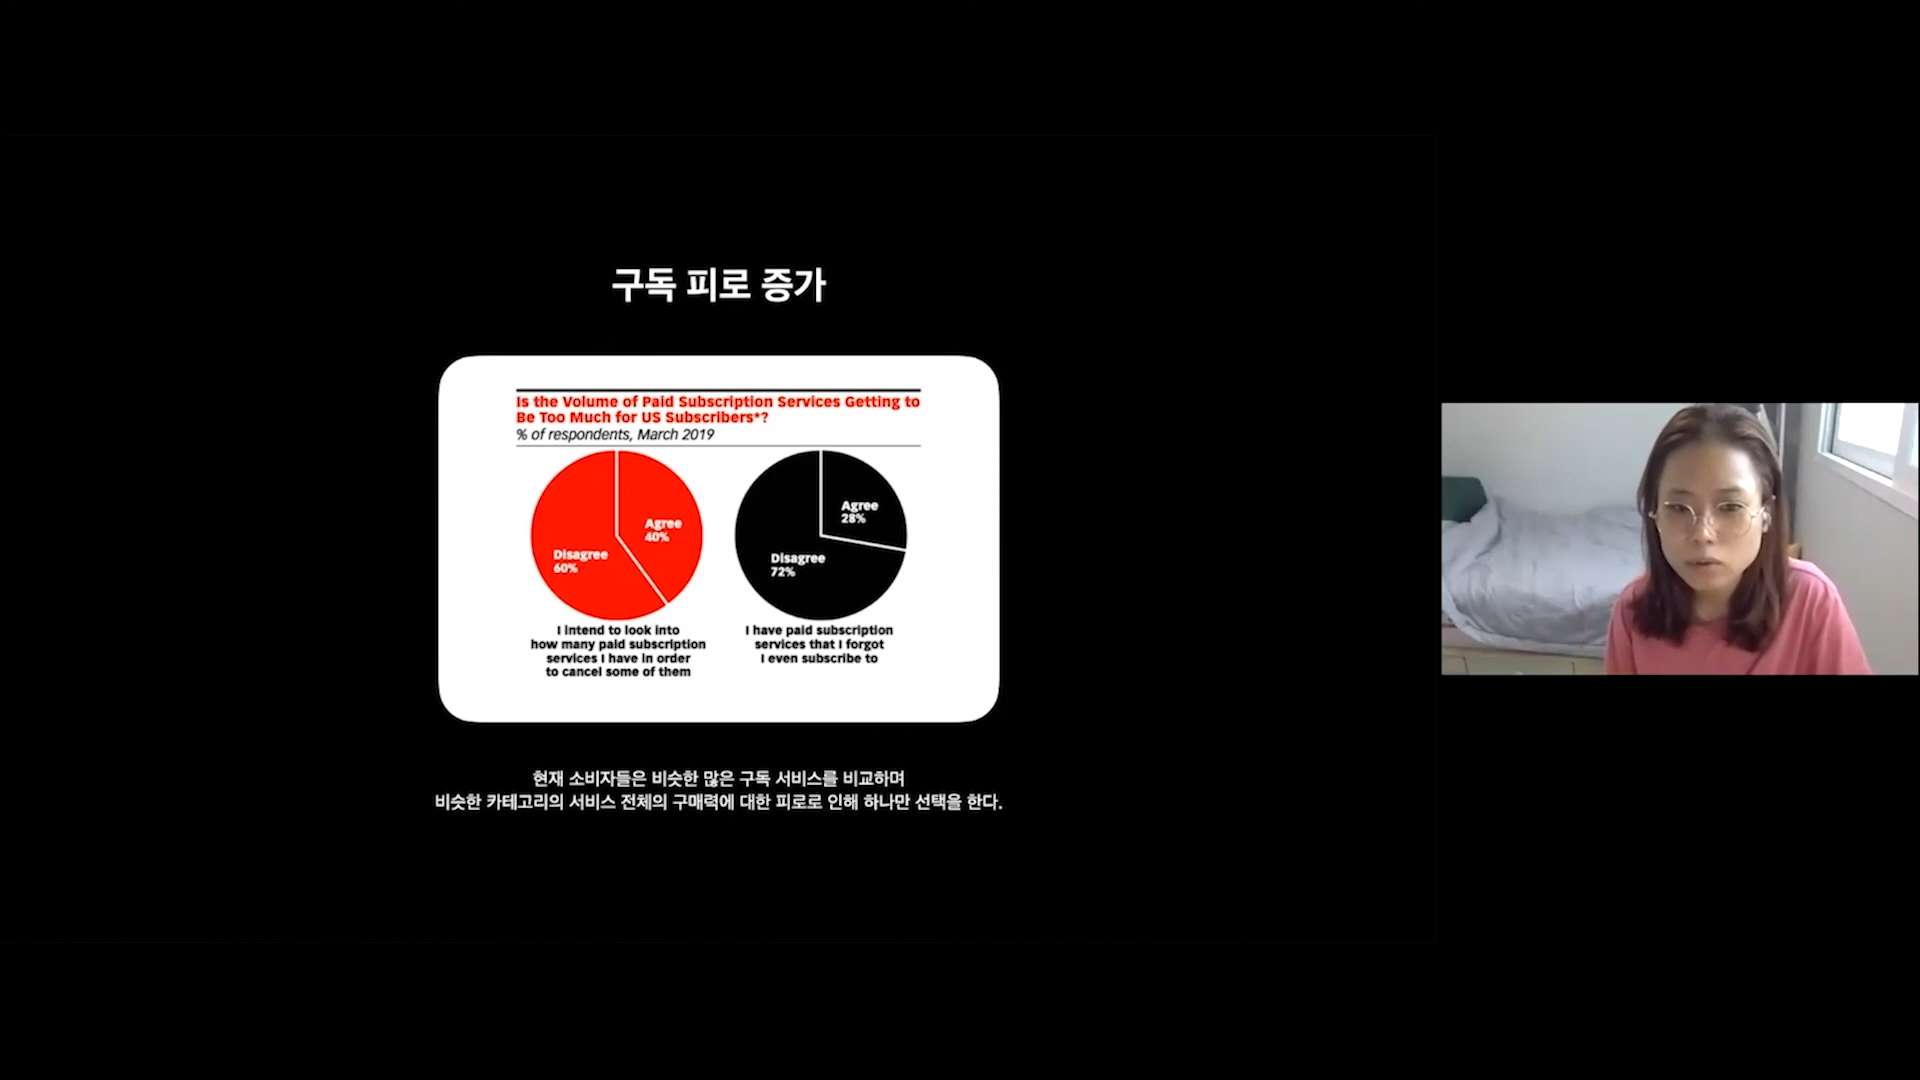 구독 피로 증가
Is the Volume of Paid Subscription Services Getting to
Be Too Much for US Subscribers*?
% of respondents, March 2019
Agree
40%
Disagree
60%
I intend to look into
how many paid subscription
services I have in order
to cancel some of them
Agree
28%
Disagree
72%
I have paid subscription
services that I forgot
I even subscribe to
현재 소비자들은 비슷한 많은 구독 서비스를 비교하며
비슷한 카테고리의 서비스 전체의 구매력에 대한 피로로 인해 하나만 선택을 한다.